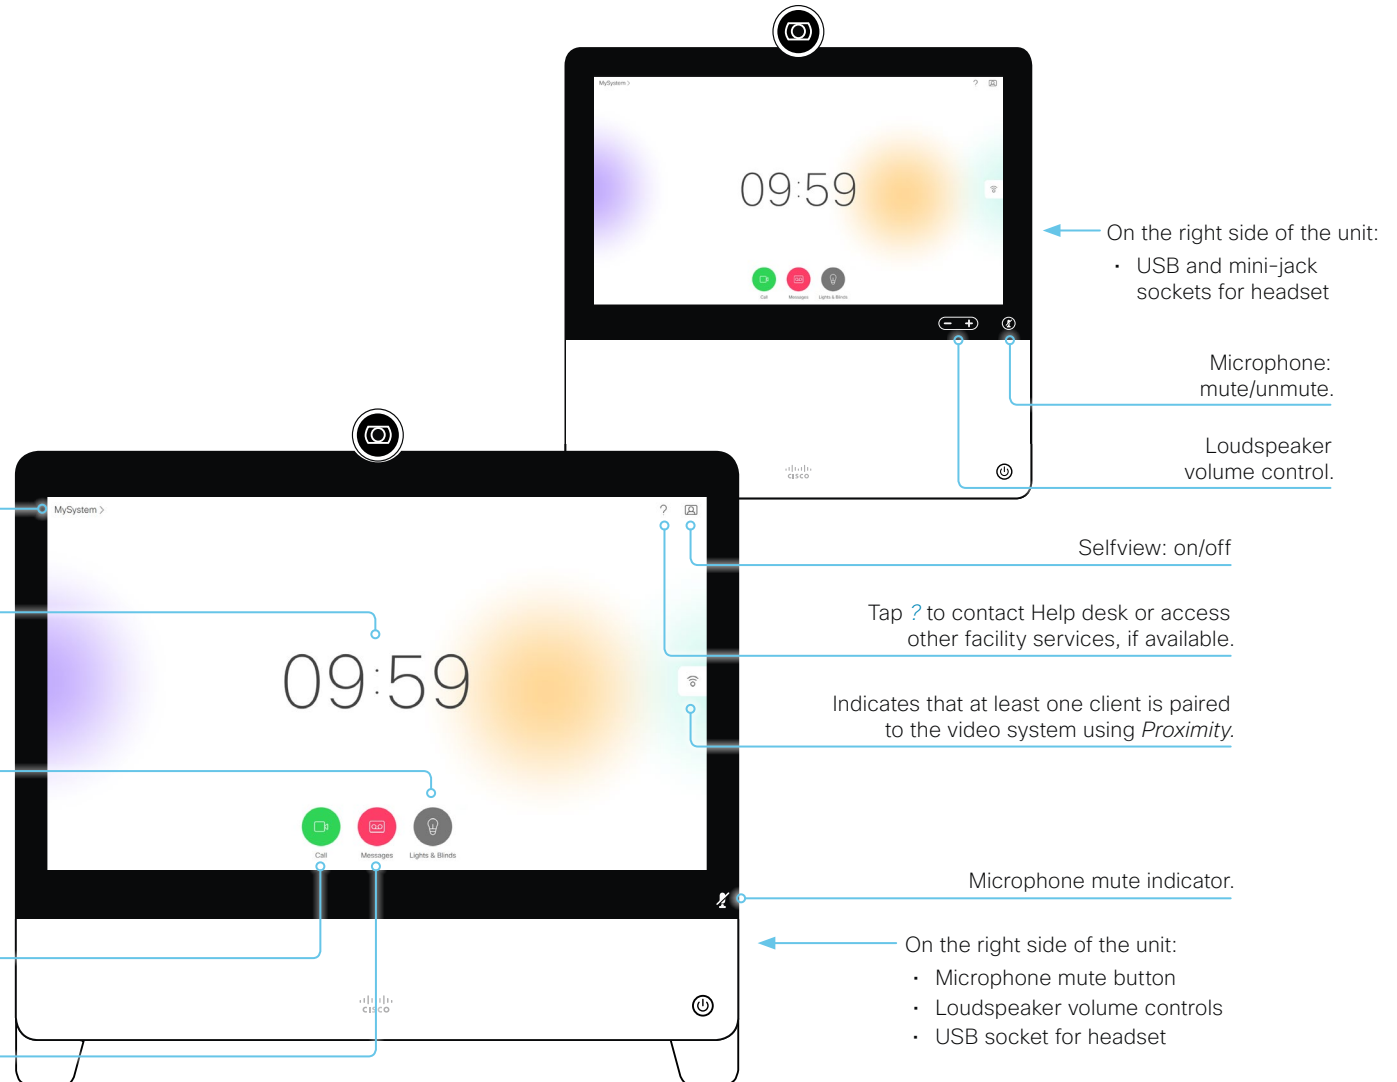 MySystem >
?
09:59
Call
Messages
Lights & Blinds
CISCO
On the right side of the unit:
· USB and mini-jack
sockets for headset
Microphone:
mute/unmute.
Loudspeaker
volume control.
MySystem >
?
09:59
Call
Messages
Lights & Blinds
CISCO
Selfview: on/off
Tap ? to contact Help desk or access
other facility services, if available.
Indicates that at least one client is paired
to the video system using Proximity.
Microphone mute indicator.
On the right side of the unit:
· Microphone mute button
· Loudspeaker volume controls
· USB socket for headset